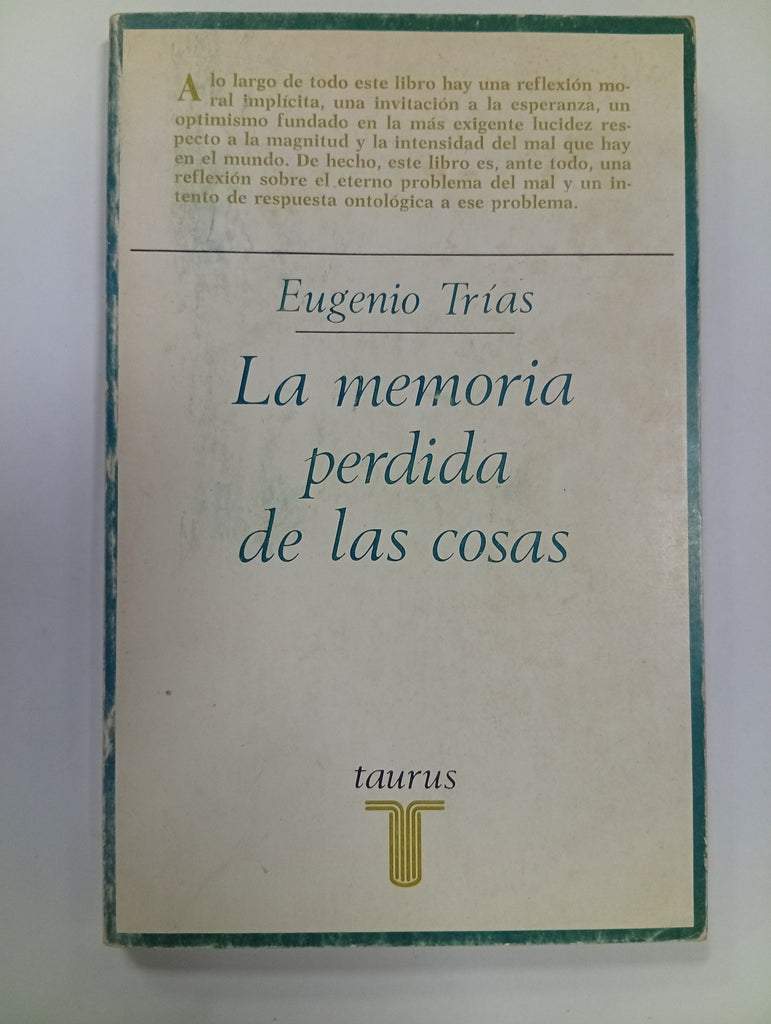 A lo largo de todo este libro hay una reflexión mo-
ral implícita, una invitación a la esperanza, un
optimismo fundado en la más exigente lucidez res-
pecto a la magnitud y la intensidad del mal que hay
en el mundo. De hecho, este libro es, ante todo, una
reflexión sobre el eterno problema del mal y un in-
tento de respuesta ontológica a ese problema.
Eugenio Trías
La memoria
perdida
de las cosas
taurus